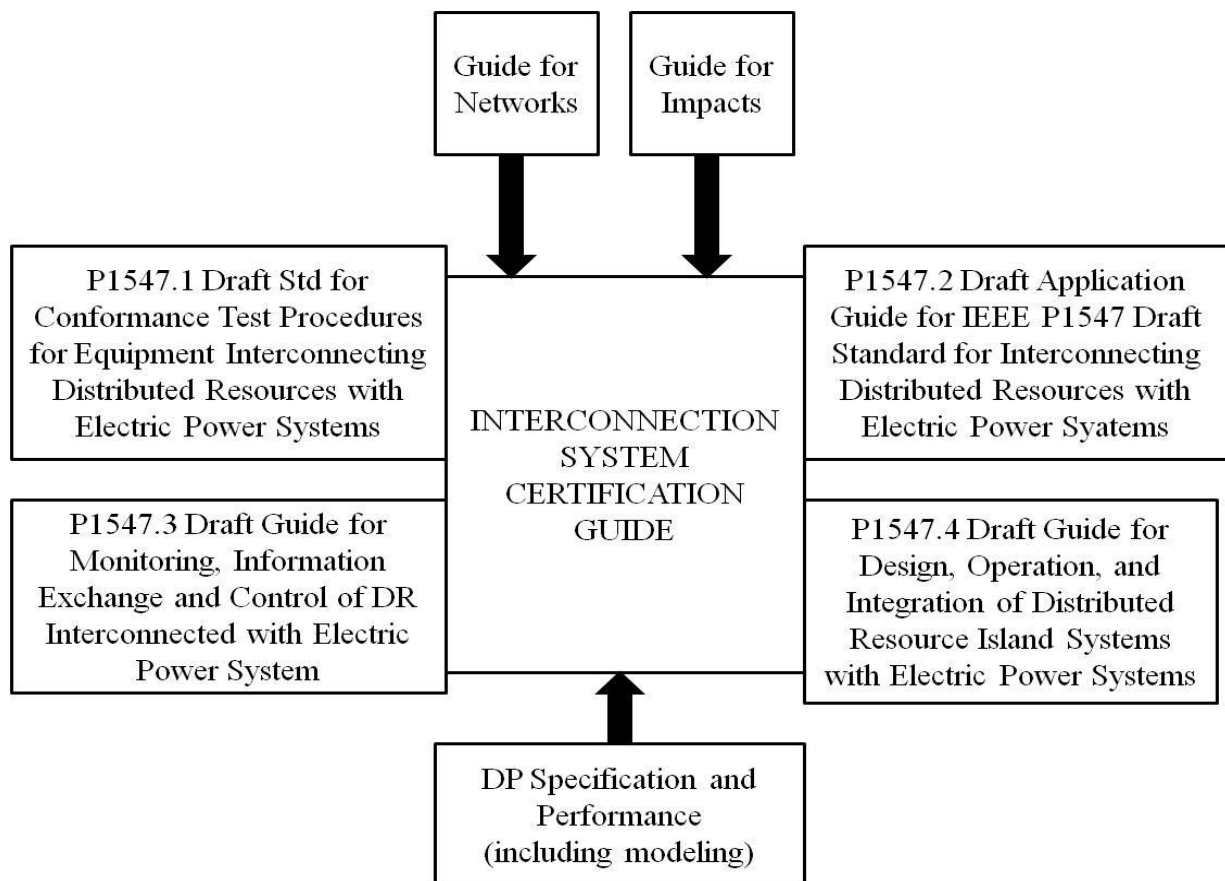 Guide for
Networks
Guide for
Impacts
P1547.1 Draft Std for
Conformance Test Procedures
for Equipment Interconnecting
Distributed Resources with
Electric Power Systems
P1547.2 Draft Application
Guide for IEEE P1547 Draft
Standard for Interconnecting
Distributed Resources with
Electric Power Syatems
INTERCONNECTION
SYSTEM
CERTIFICATION
GUIDE
P1547.3 Draft Guide for
Monitoring, Information
Exchange and Control of DR
Interconnected with Electric
Power System
P1547.4 Draft Guide for
Design, Operation, and
Integration of Distributed
Resource Island Systems
with Electric Power Systems
DP Specification and
Performance
(including modeling)